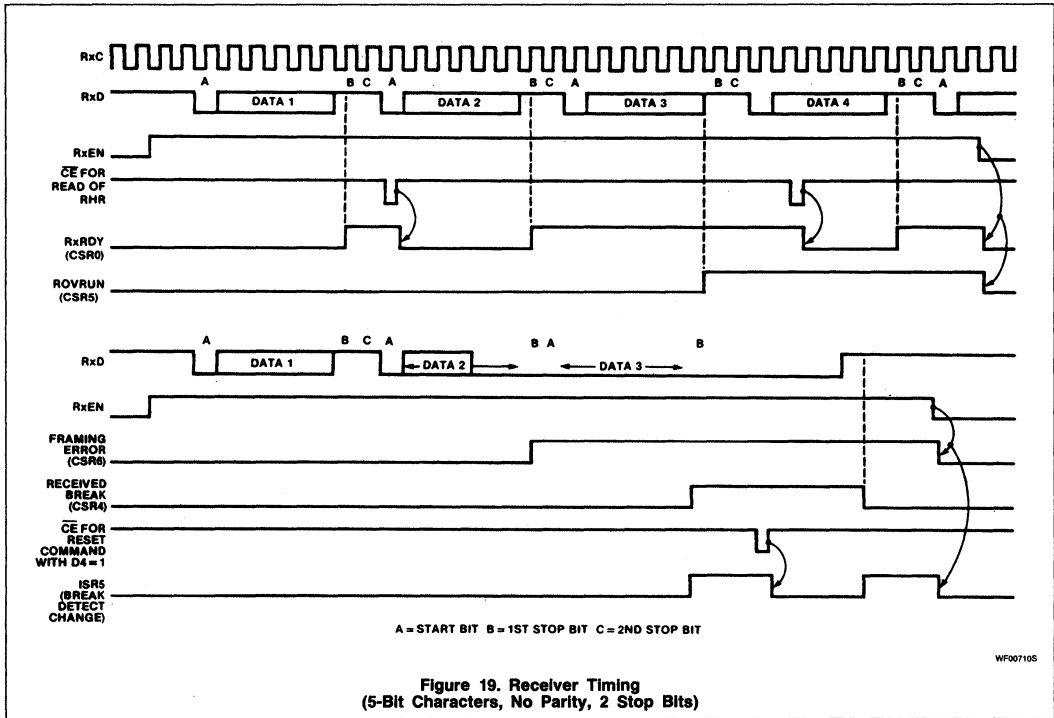 RxC
A B C A B C A B C B C A
RxD
DATA 1 DATA 2 DATA 3 DATA 4
RxEN
CE FOR
READ OF
RHR
RxRDY
(CSR0)
ROVRUN
(CSR5)
A B C A B A B
RxD
DATA 1 DATA 2 DATA 3
RxEN
FRAMING
ERROR
(CSR6)
RECEIVED
BREAK
(CSR4)
CE FOR
RESET
COMMAND
WITH D4=1
ISR5
(BREAK
DETECT
CHANGE)
A = START BIT B = 1ST STOP BIT C = 2ND STOP BIT
WF00710S
Figure 19. Receiver Timing
(5-Bit Characters, No Parity, 2 Stop Bits)